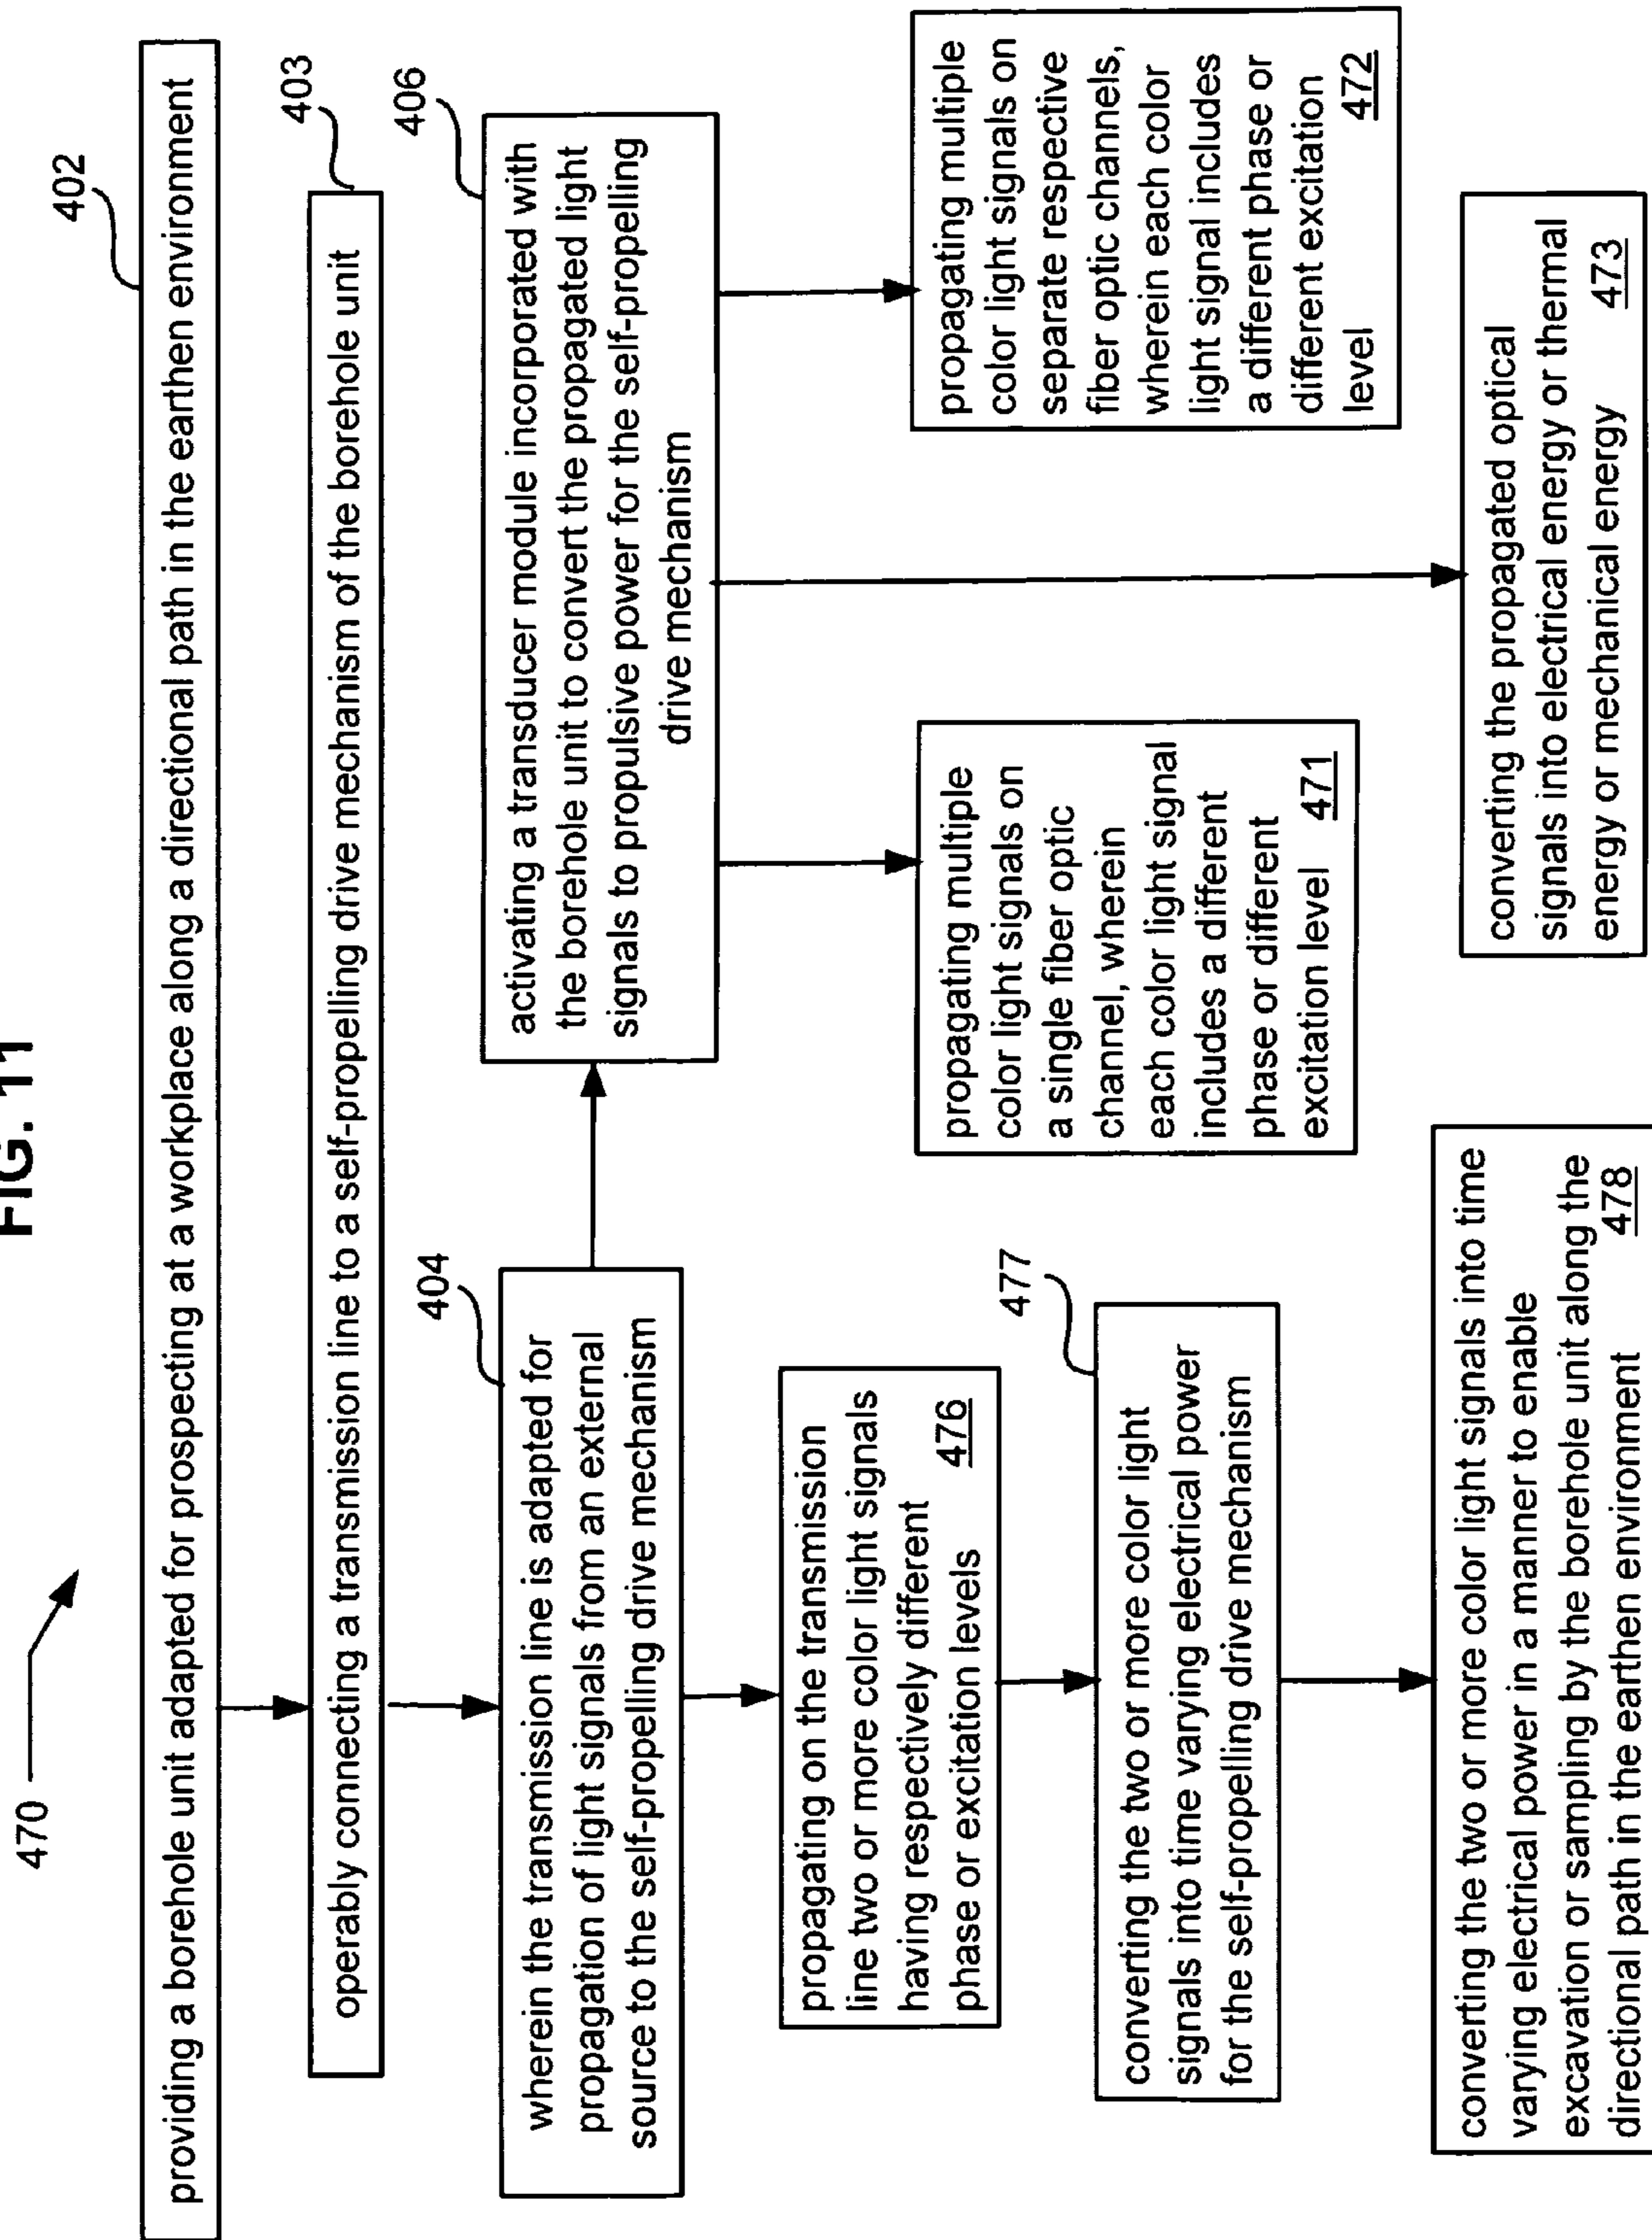 FIG. 11
470
402
providing a borehole unit adapted for prospecting at a workplace along a directional path in the earthen environment
403
operably connecting a transmission line to a self-propelling drive mechanism of the borehole unit
404
wherein the transmission line is adapted for
propagation of light signals from an external
source to the self-propelling drive mechanism
406
activating a transducer module incorporated with
the borehole unit to convert the propagated light
signals to propulsive power for the self-propelling
drive mechanism
propagating on the transmission
line two or more color light signals
having respectively different
phase or excitation levels 476
propagating multiple
color light signals on
a single fiber optic
channel, wherein
each color light signal
includes a different
phase or different
excitation level 471
propagating multiple
color light signals on
separate respective
fiber optic channels,
wherein each color
light signal includes
a different phase or
different excitation
level 472
477
converting the two or more color light
signals into time varying electrical power
for the self-propelling drive mechanism
converting the two or more color light signals into time
varying electrical power in a manner to enable
excavation or sampling by the borehole unit along the
directional path in the earthen environment 478
converting the propagated optical
signals into electrical energy or thermal
energy or mechanical energy 473